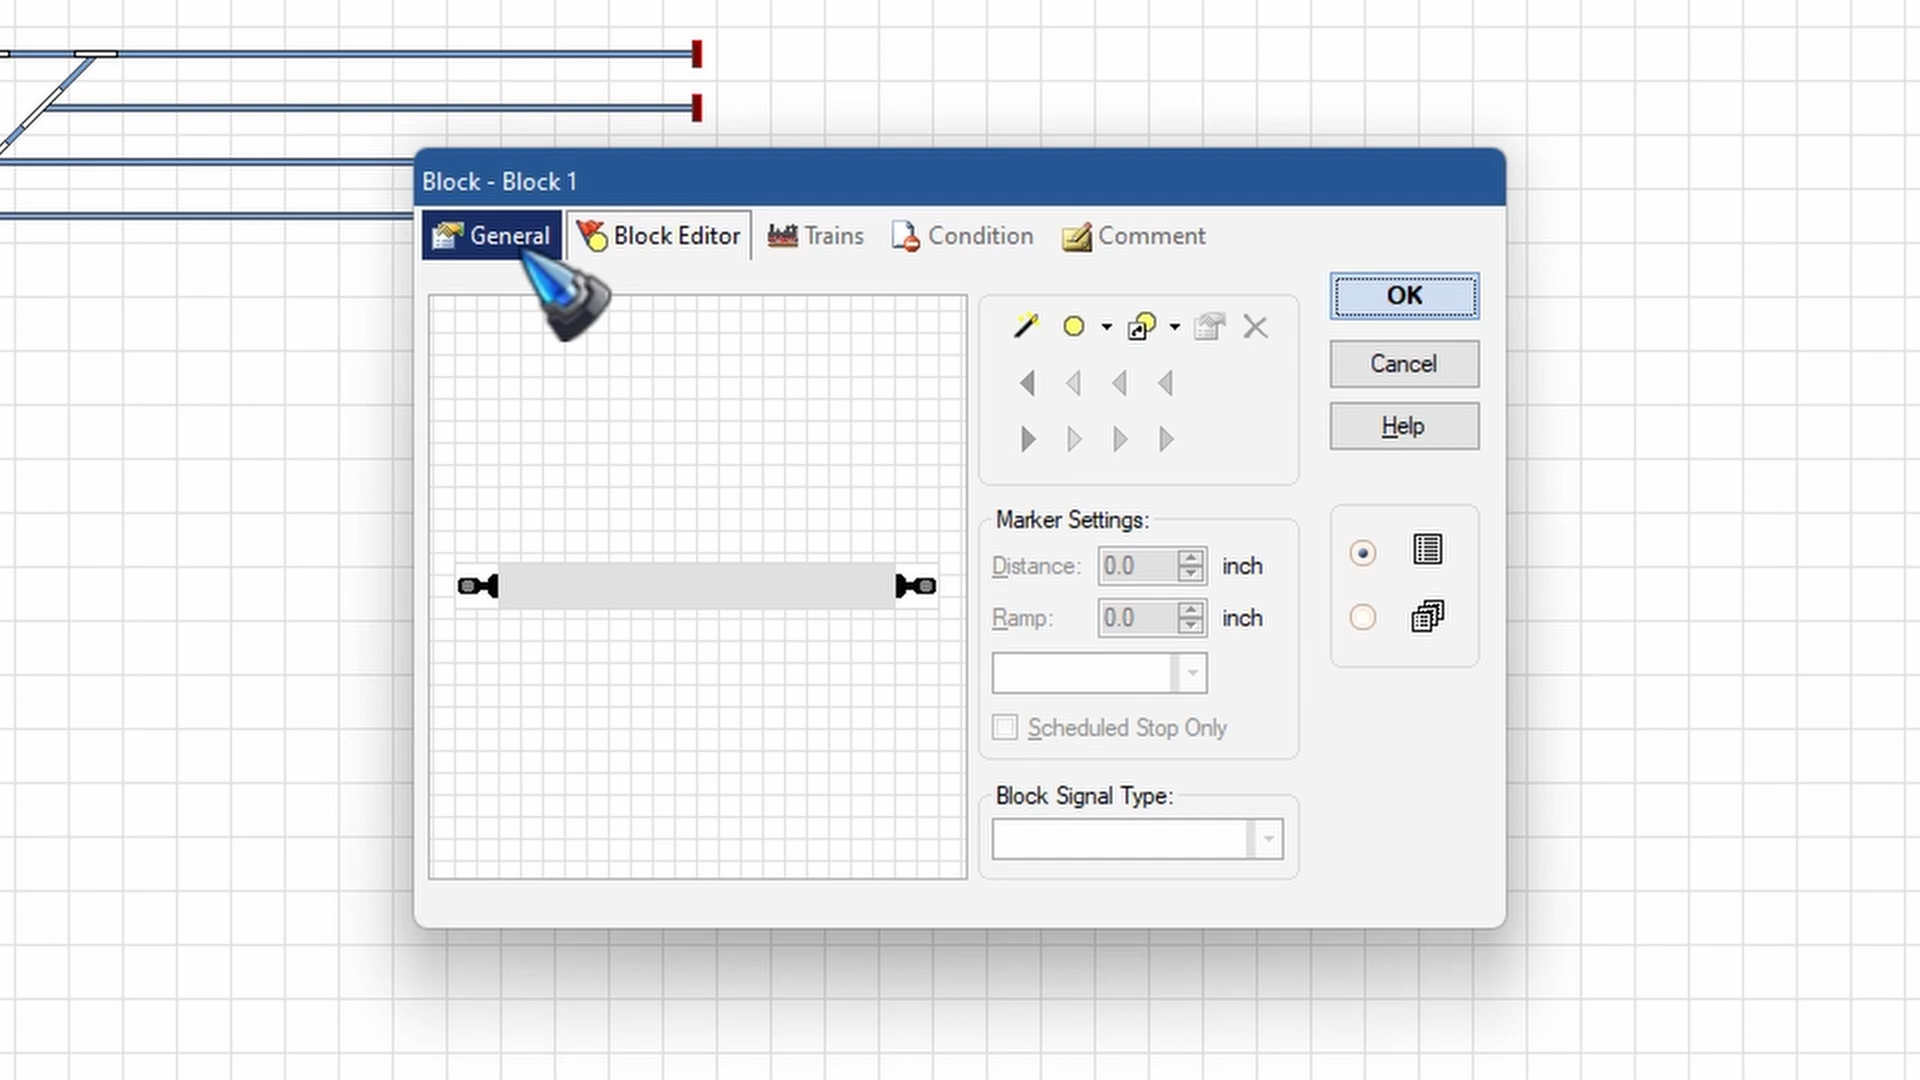 Block - Block 1
General Block Editor Trains Condition Comment
OK
Cancel
Help
Marker Settings:
Distance: 0.0 inch
Ramp: 0.0 inch
Scheduled Stop Only
Block Signal Type: